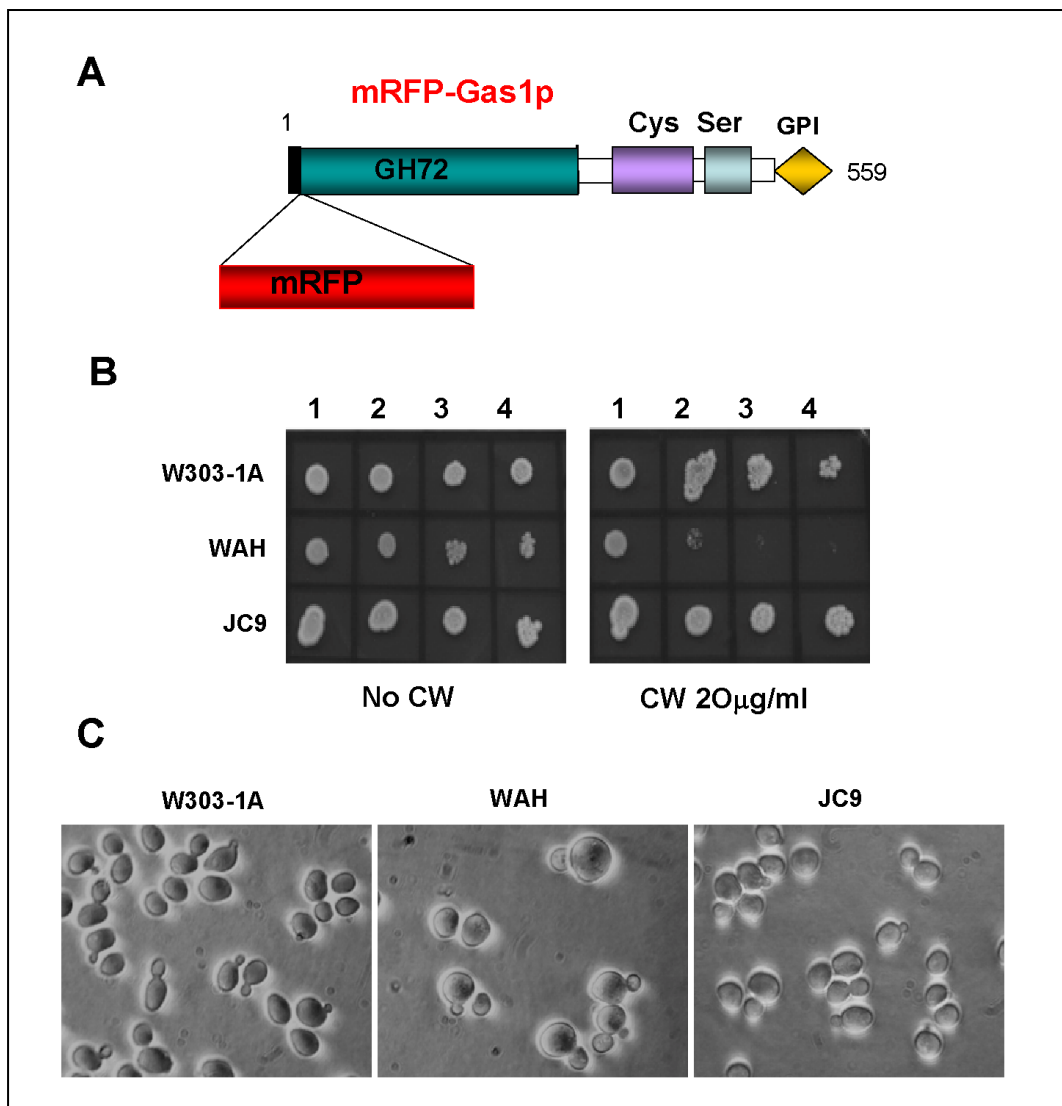 A
mRFP-Gas1p
1
Cys Ser GPI
GH72
559
mRFP
B
1 2 3 4 1 2 3 4
W303-1A
WAH
JC9
No CW CW 2Oμg/ml
C
W303-1A WAH JC9